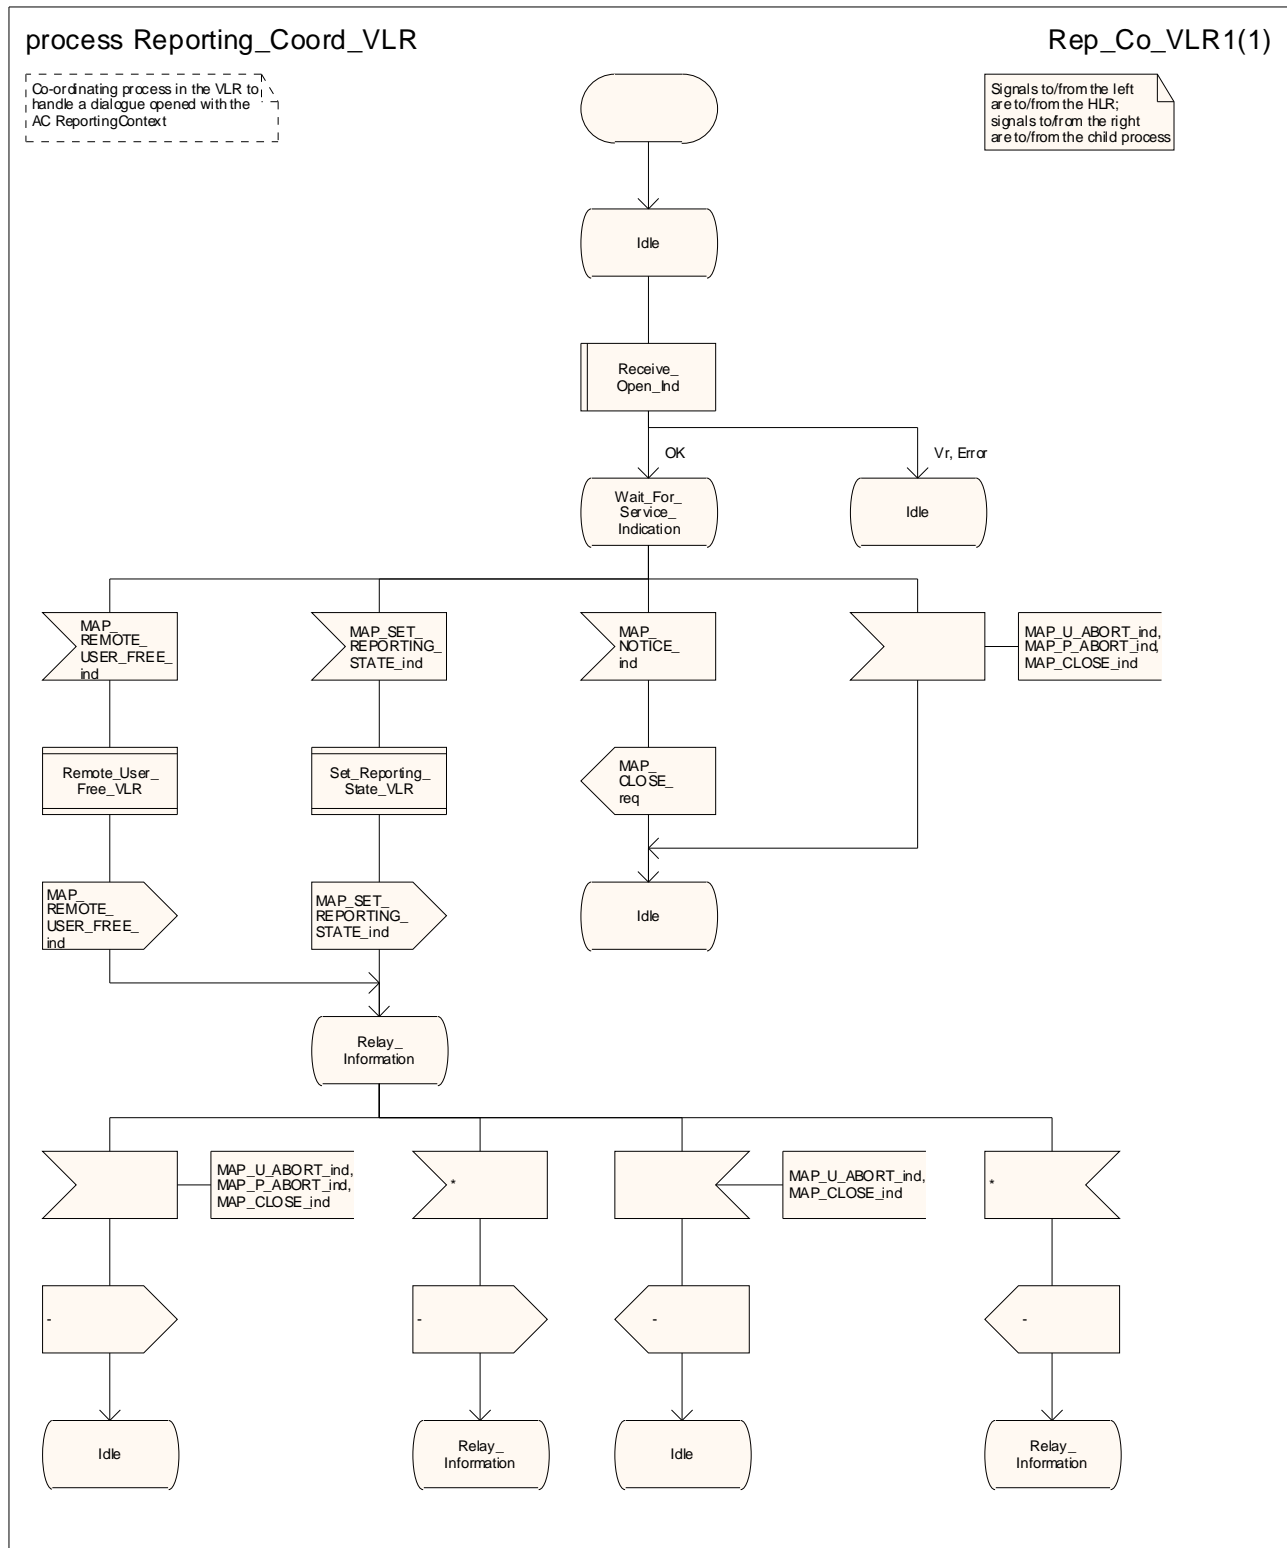 process Reporting_Coord_VLR
Rep_Co_VLR1(1)
Co-ordinating process in the VLR to
handle a dialogue opened with the
AC ReportingContext
Signals to/from the left
are to/from the HLR;
signals to/from the right
are to/from the child process
Idle
Receive_
Open_Ind
OK
Vr, Error
Wait_For_
Service_
Indication
Idle
MAP_
REMOTE_
USER_FREE_
ind
MAP_SET_
REPORTING_
STATE_ind
MAP_
NOTICE_
ind
MAP_U_ABORT_ind,
MAP_P_ABORT_ind,
MAP_CLOSE_ind
Remote_User_
Free_VLR
Set_Reporting_
State_VLR
MAP_
CLOSE_
req
MAP_
REMOTE_
USER_FREE_
ind
MAP_SET_
REPORTING_
STATE_ind
Idle
Relay_
Information
MAP_U_ABORT_ind,
MAP_P_ABORT_ind,
MAP_CLOSE_ind
*
MAP_U_ABORT_ind,
MAP_CLOSE_ind
*
-
-
-
-
Idle
Relay_
Information
Idle
Relay_
Information